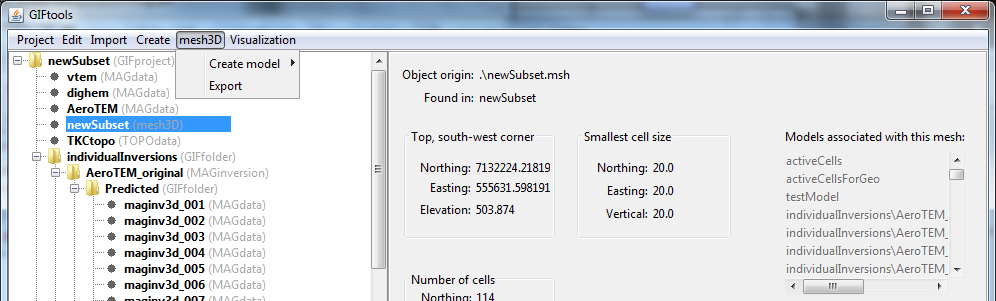 GIFtools
Project Edit Import Create mesh3D Visualization
Create model
Export
newSubset (GIFproject)
vtem (MAGdata)
dighem (MAGdata)
AeroTEM (MAGdata)
newSubset (mesh3D)
TKCtopo (TOPOdata)
individualInversions (GIFfolder)
AeroTEM_original (MAGinversion)
Predicted (GIFfolder)
maginv3d_001 (MAGdata)
maginv3d_002 (MAGdata)
maginv3d_003 (MAGdata)
maginv3d_004 (MAGdata)
maginv3d_005 (MAGdata)
maginv3d_006 (MAGdata)
maginv3d_007 (MAGdata)
Object origin: .\newSubset.msh
Found in: newSubset
Top, south-west corner
Northing: 7132224.21819
Easting: 555631.598191
Elevation: 503.874
Smallest cell size
Northing: 20.0
Easting: 20.0
Vertical: 20.0
Models associated with this mesh:
activeCells
activeCellsForGeo
testModel
individualInversions\AeroTEM_
individualInversions\AeroTEM_
individualInversions\AeroTEM_
individualInversions\AeroTEM_
Number of cells
Northing: 114